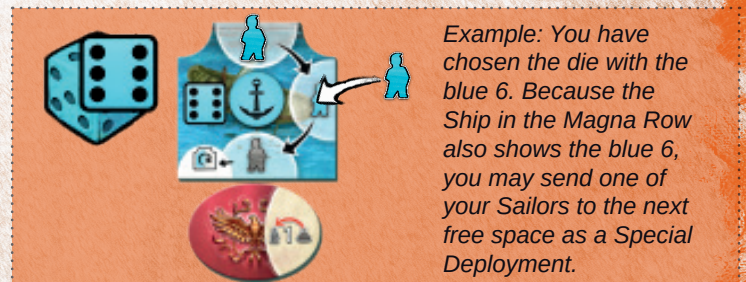 Example: You have
chosen the die with the
blue 6. Because the
Ship in the Magna Row
also shows the blue 6,
you may send one of
your Sailors to the next
free space as a Special
Deployment.
1